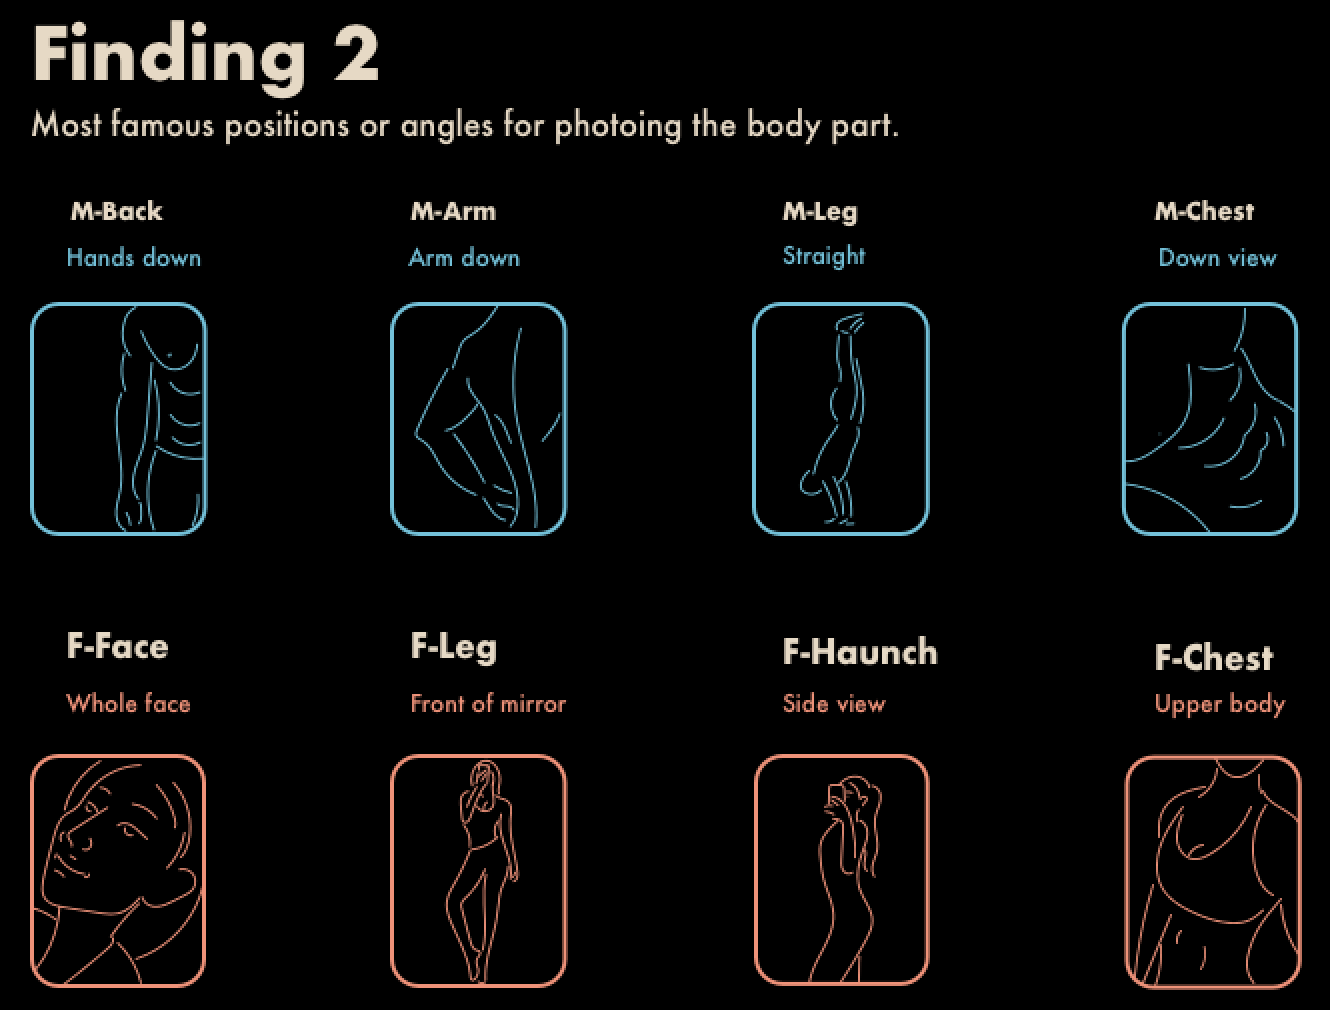 Finding 2
Most famous positions or angles for photoing the body part.
M-Back
Hands down
M-Arm
Arm down
M-Leg
Straight
M-Chest
Down view
F-Face
Whole face
F-Leg
Front of mirror
F-Haunch
Side view
F-Chest
Upper body